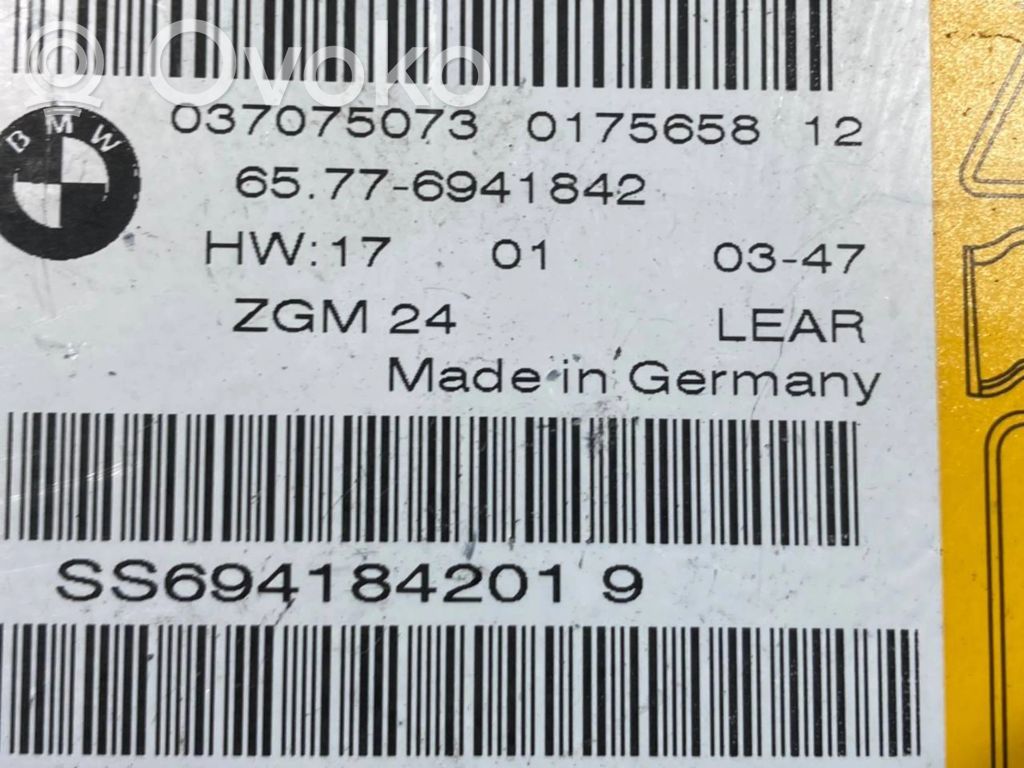 Ovoko
037075073 0175658 12
BMW
65.77-6941842
HW:17 01 03-47
ZGM 24 LEAR
Made in Germany
SS694184201 9